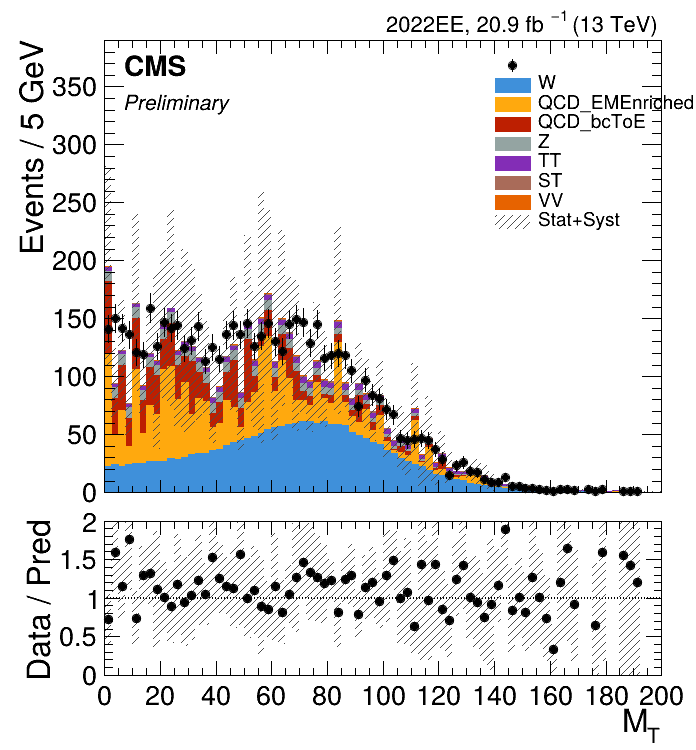 2022EE, 20.9 fb⁻¹ (13 TeV)
CMS
Preliminary
Events / 5 GeV
350
300
250
200
150
100
50
0
W
QCD_EMEnriched
QCD_bcToE
Z
TT
ST
VV
Stat+Syst
Data / Pred
2
1.5
1
0.5
0
0 20 40 60 80 100 120 140 160 180 200
M_T